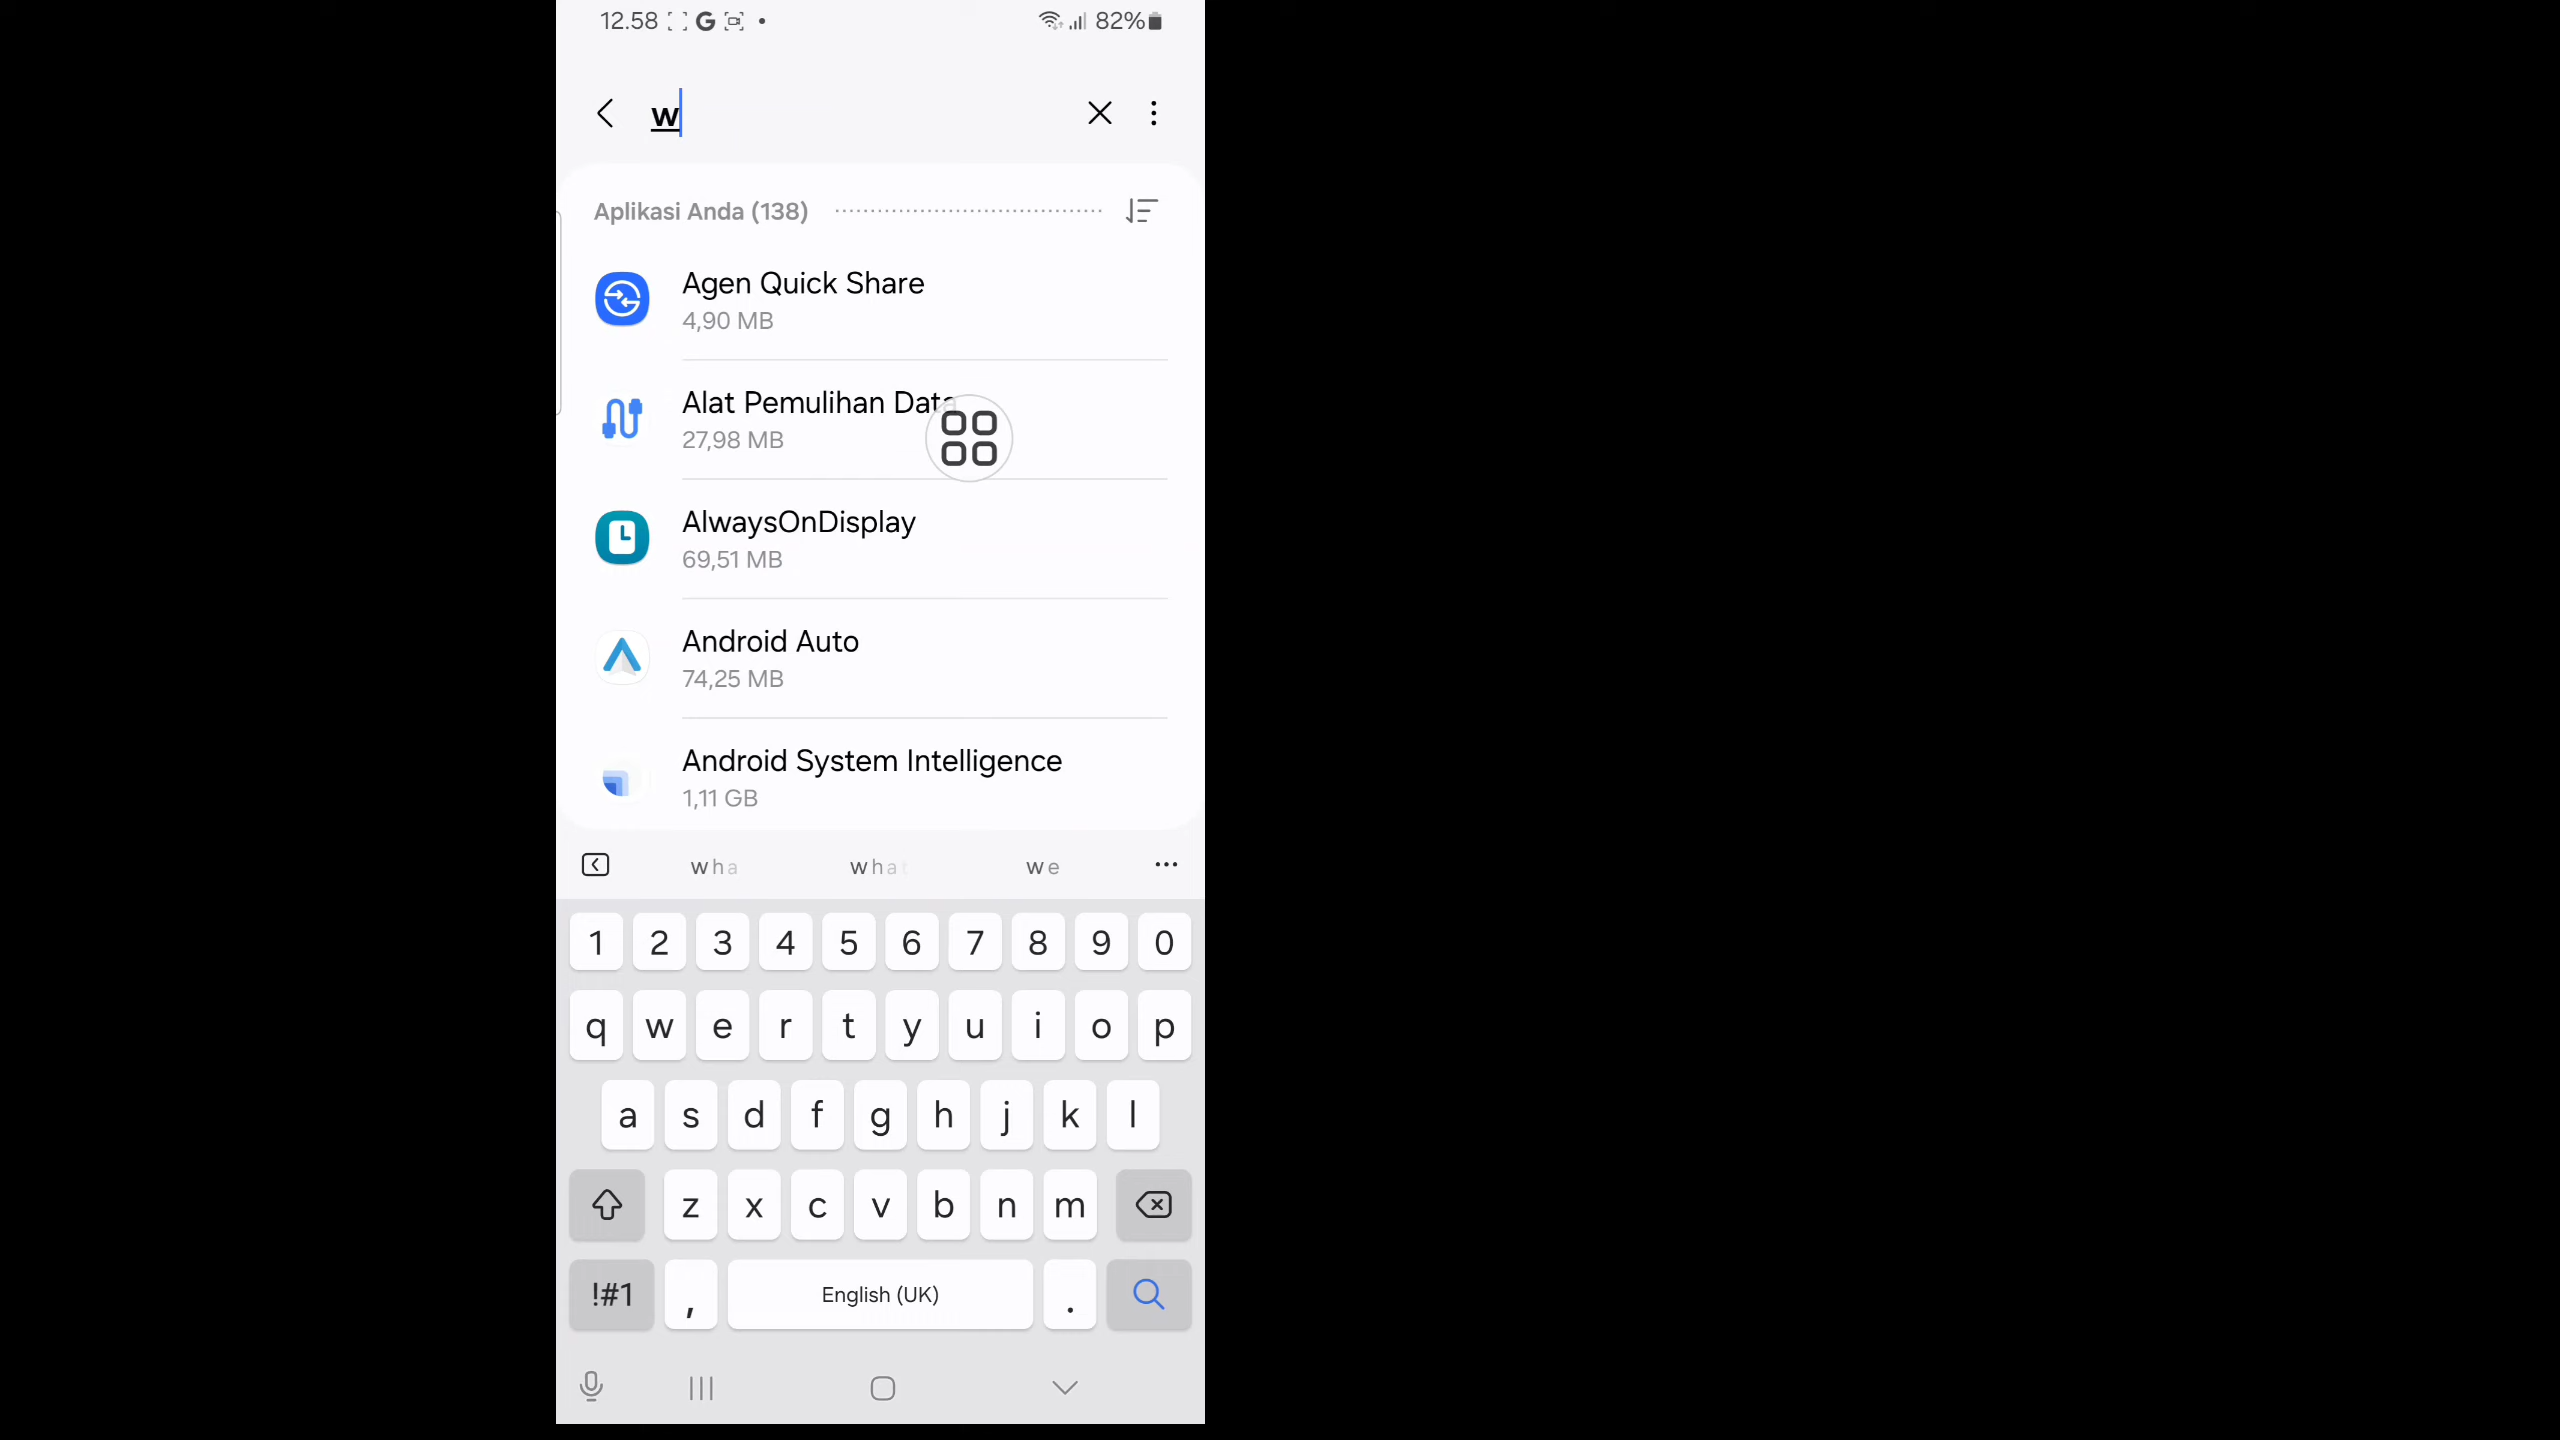 12.58 G 82%
w
Aplikasi Anda (138)
Agen Quick Share
4,90 MB
Alat Pemulihan Data
27,98 MB
AlwaysOnDisplay
69,51 MB
Android Auto
74,25 MB
Android System Intelligence
1,11 GB
wha what we
1 2 3 4 5 6 7 8 9 0
q w e r t y u i o p
a s d f g h j k l
z x c v b n m
!#1 , English (UK) .